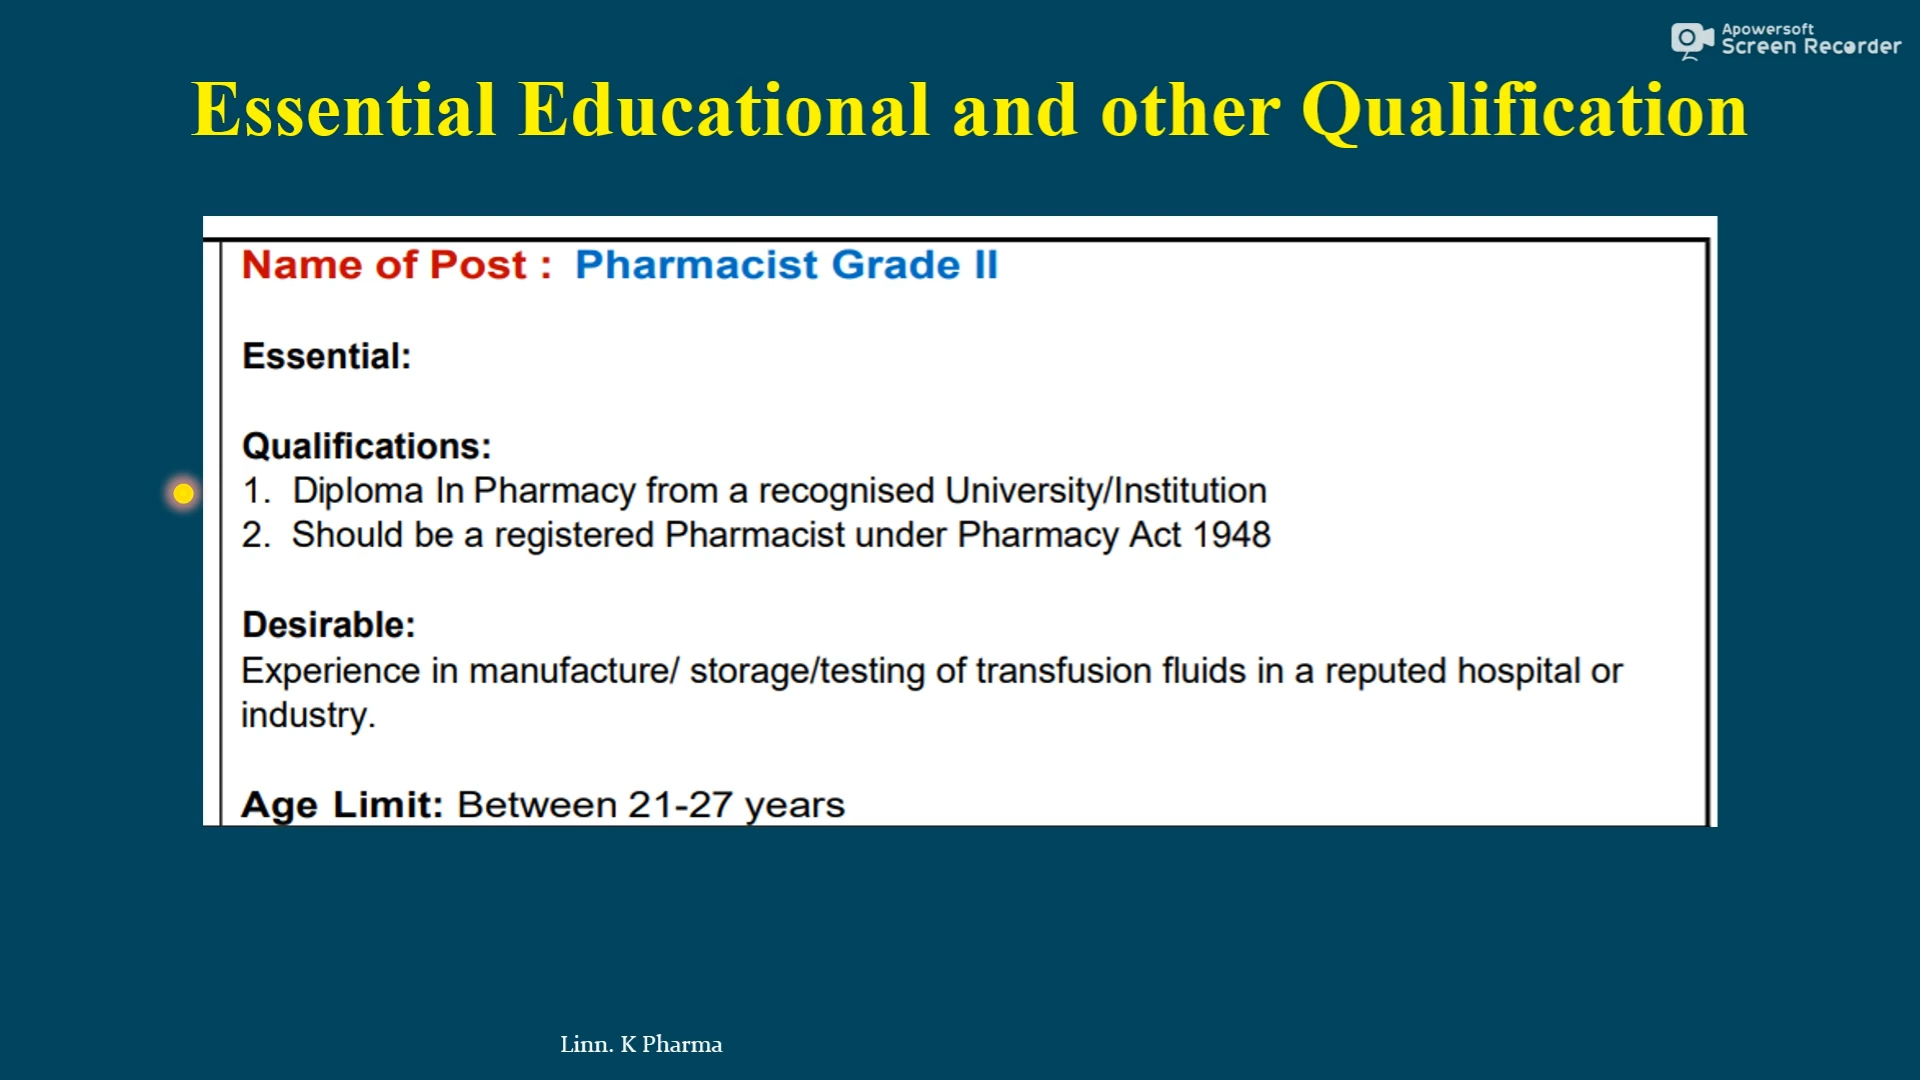 Apowersoft
Screen Recorder
Essential Educational and other Qualification
Name of Post : Pharmacist Grade II
Essential:
Qualifications:
1. Diploma In Pharmacy from a recognised University/Institution
2. Should be a registered Pharmacist under Pharmacy Act 1948
Desirable:
Experience in manufacture/ storage/testing of transfusion fluids in a reputed hospital or
industry.
Age Limit: Between 21-27 years
Linn. K Pharma